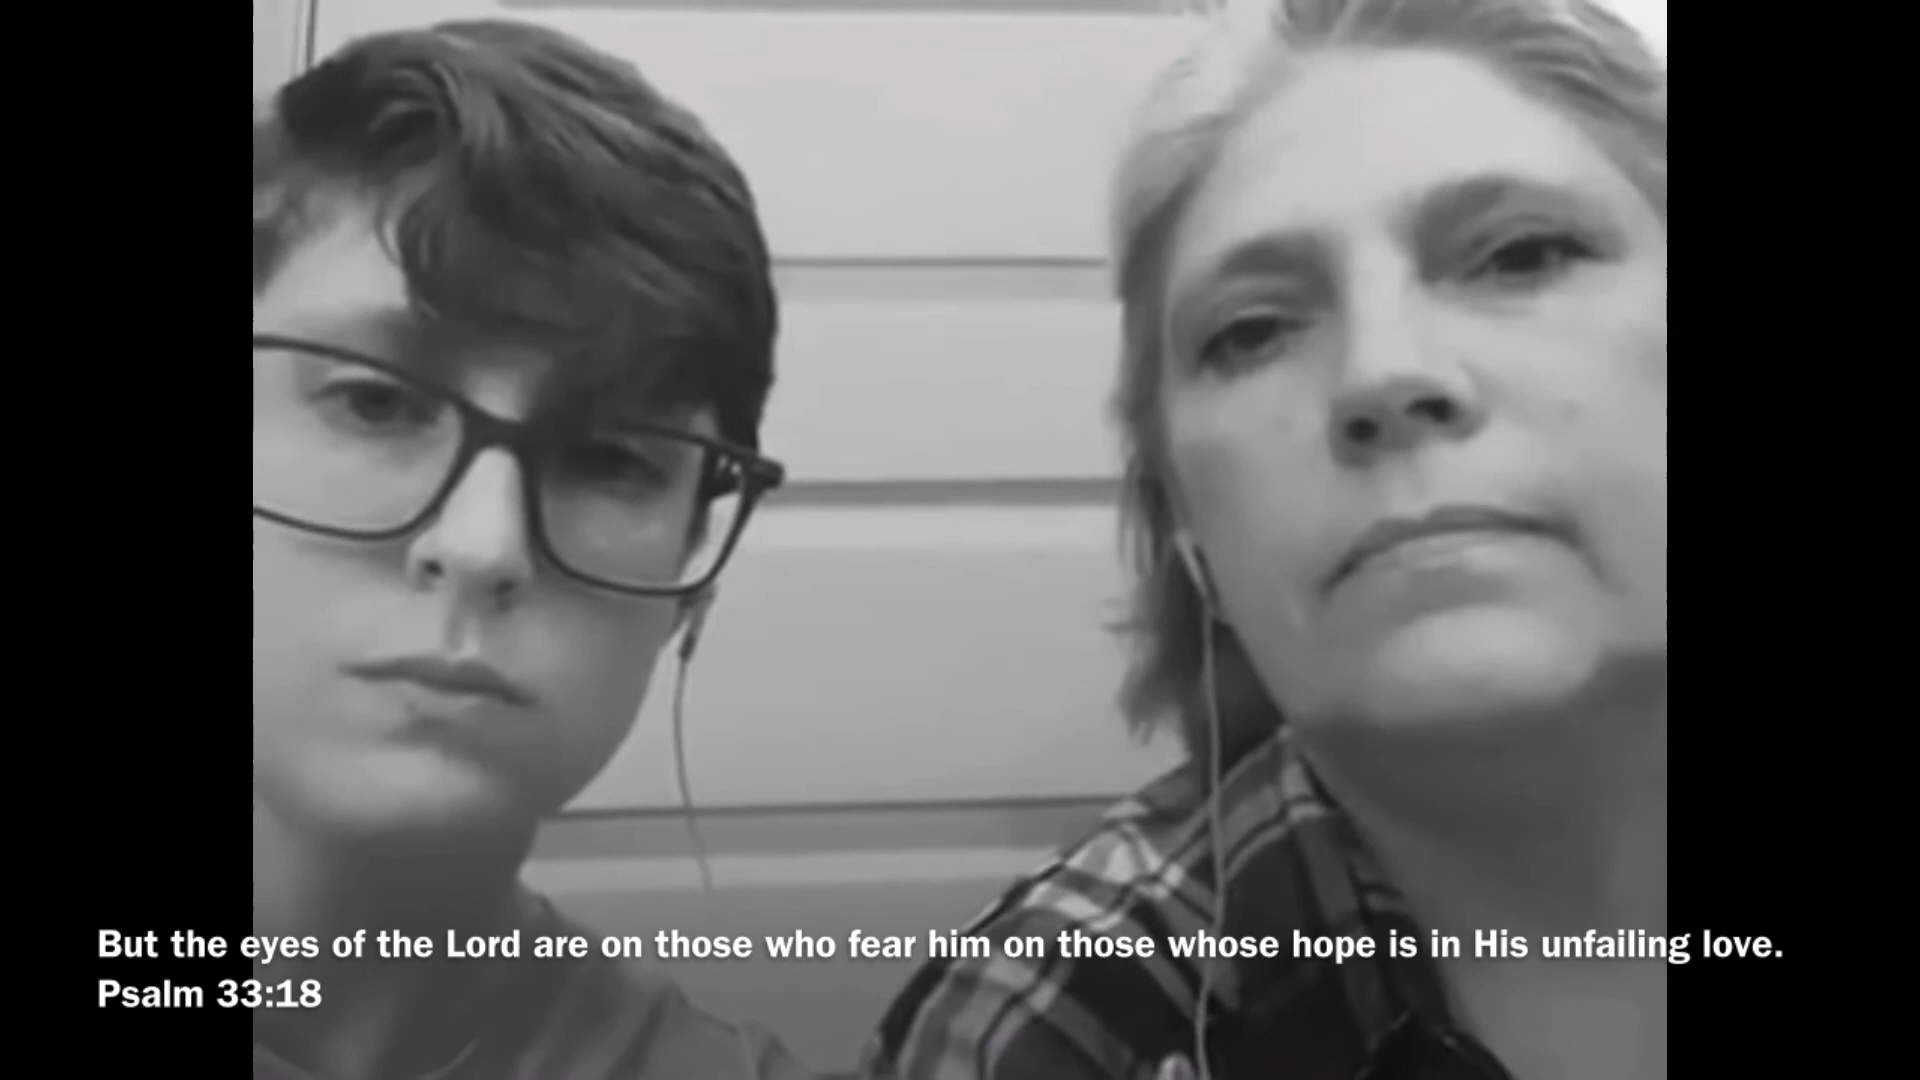 But the eyes of the Lord are on those who fear him on those whose hope is in His unfailing love.
Psalm 33:18